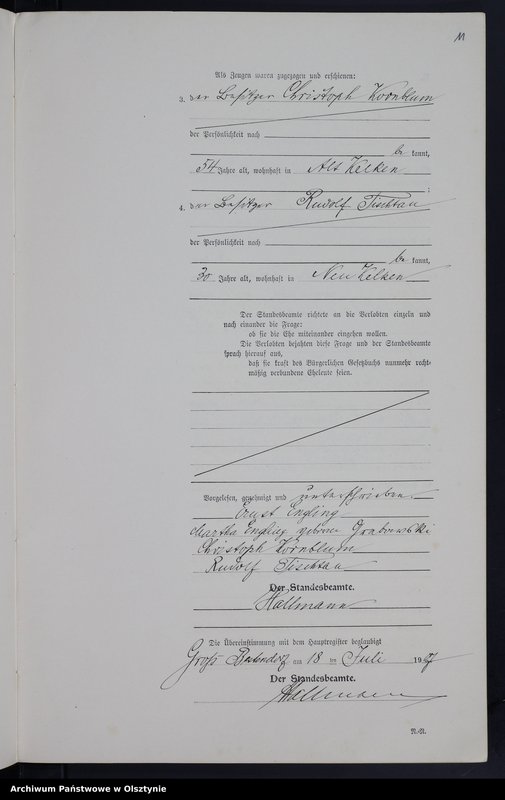 11
Als Zeugen waren zugezogen und erschienen:
3. der Besitzer Christoph Kornblum
der Persönlichkeit nach
be kannt,
54 Jahre alt, wohnhaft in Alt Kelken
;
4. der Besitzer Rudolf Tischtau
der Persönlichkeit nach
be kannt,
30 Jahre alt, wohnhaft in Neu Kelken
Der Standesbeamte richtete an die Verlobten einzeln und
nach einander die Frage:
ob sie die Ehe miteinander eingehen wollen.
Die Verlobten bejahten diese Frage und der Standesbeamte
sprach hierauf aus,
daß sie kraft des Bürgerlichen Gesetzbuchs nunmehr recht-
mäßig verbundene Eheleute seien.
Vorgelesen, genehmigt und unterschrieben
Ernst Engling
Martha Engling geborene Grabowski
Christoph Kornblum
Rudolf Tischtau
Der Standesbeamte.
Hallmann
Die Übereinstimmung mit dem Hauptregister beglaubigt
Groß am 18 ten Juli 19
Der Standesbeamte.
Hallmann
N.-N.
Archiwum Państwowe w Olsztynie